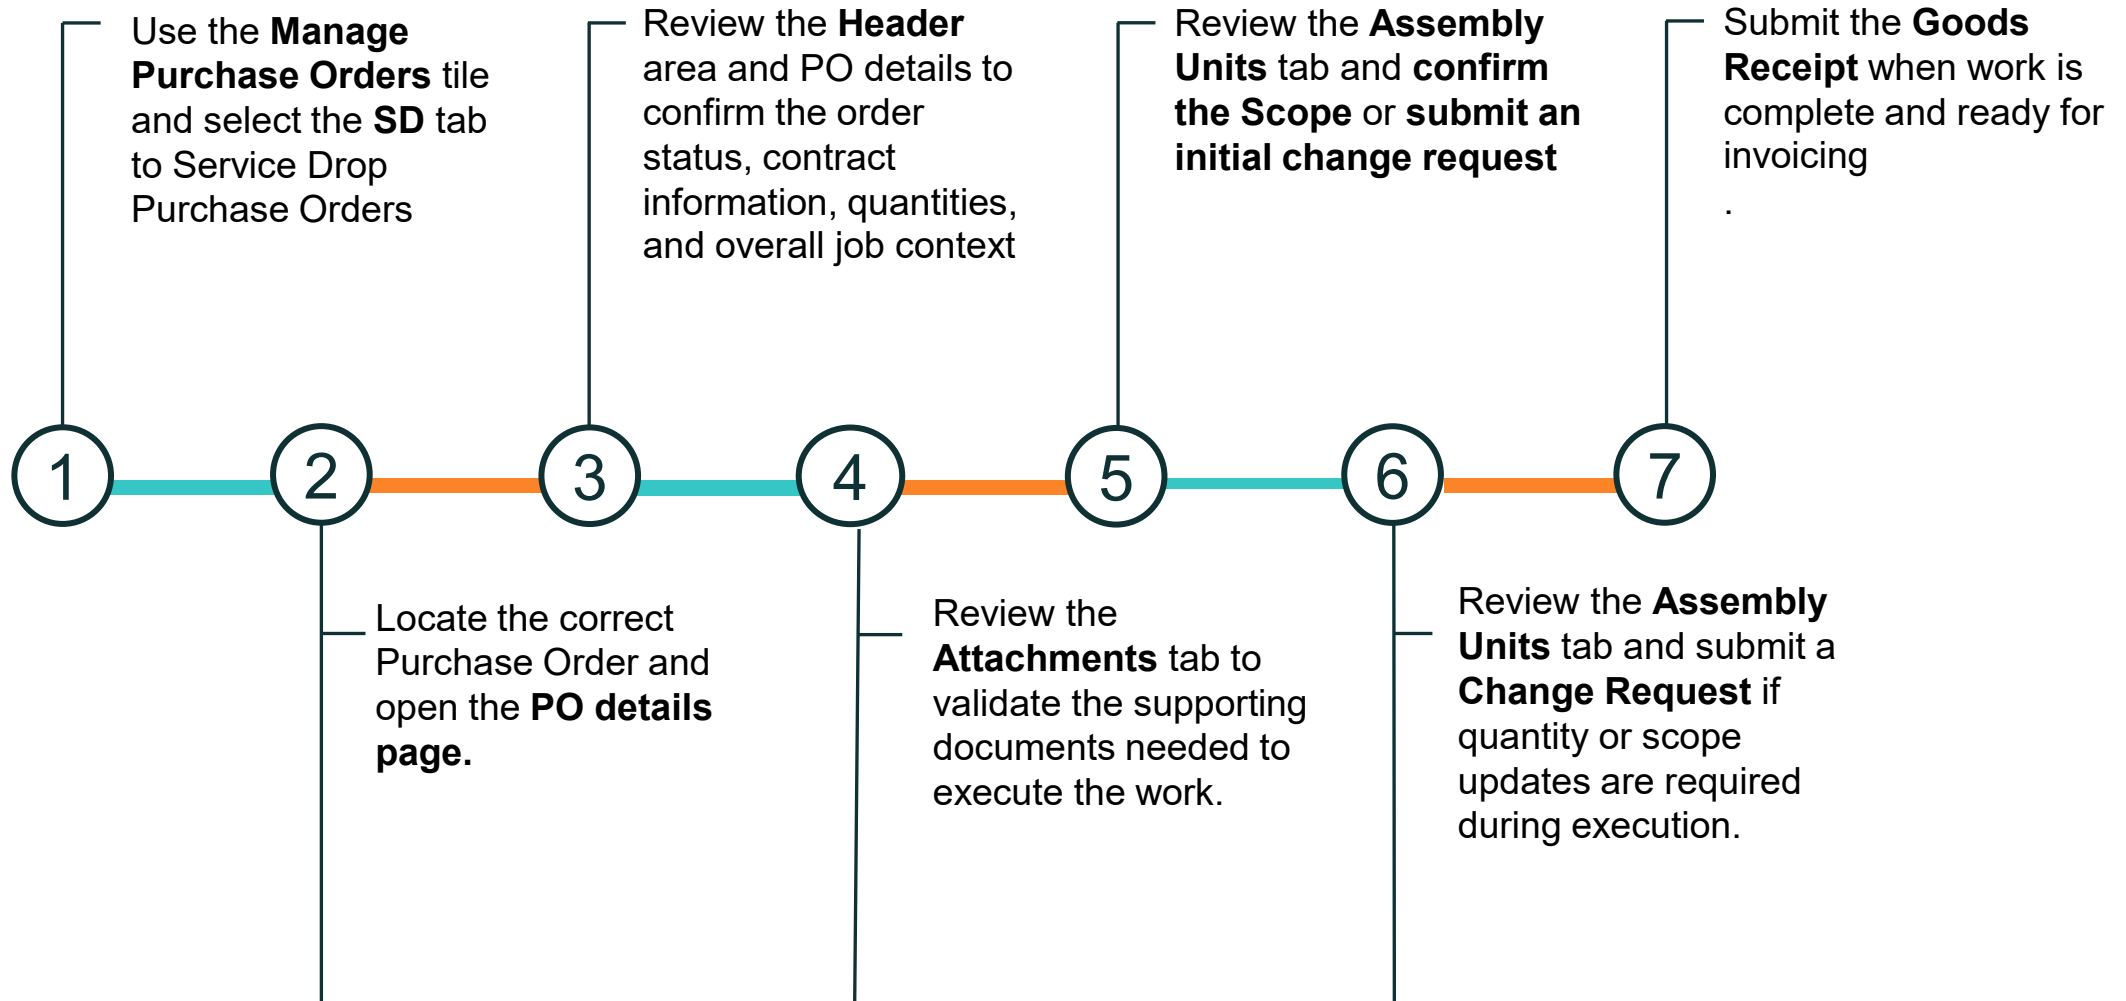 1
Use the Manage
Purchase Orders tile
and select the SD tab
to Service Drop
Purchase Orders
2
Locate the correct
Purchase Order and
open the PO details
page.
3
Review the Header
area and PO details to
confirm the order
status, contract
information, quantities,
and overall job context
4
Review the
Attachments tab to
validate the supporting
documents needed to
execute the work.
5
Review the Assembly
Units tab and confirm
the Scope or submit an
initial change request
6
Review the Assembly
Units tab and submit a
Change Request if
quantity or scope
updates are required
during execution.
7
Submit the Goods
Receipt when work is
complete and ready for
invoicing
.